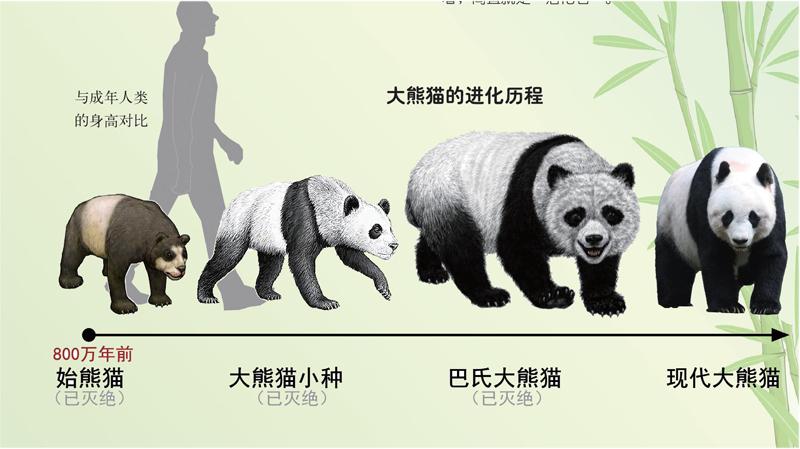 与成年人类
的身高对比
大熊猫的进化历程
800万年前
始熊猫
（已灭绝）
大熊猫小种
（已灭绝）
巴氏大熊猫
（已灭绝）
现代大熊猫